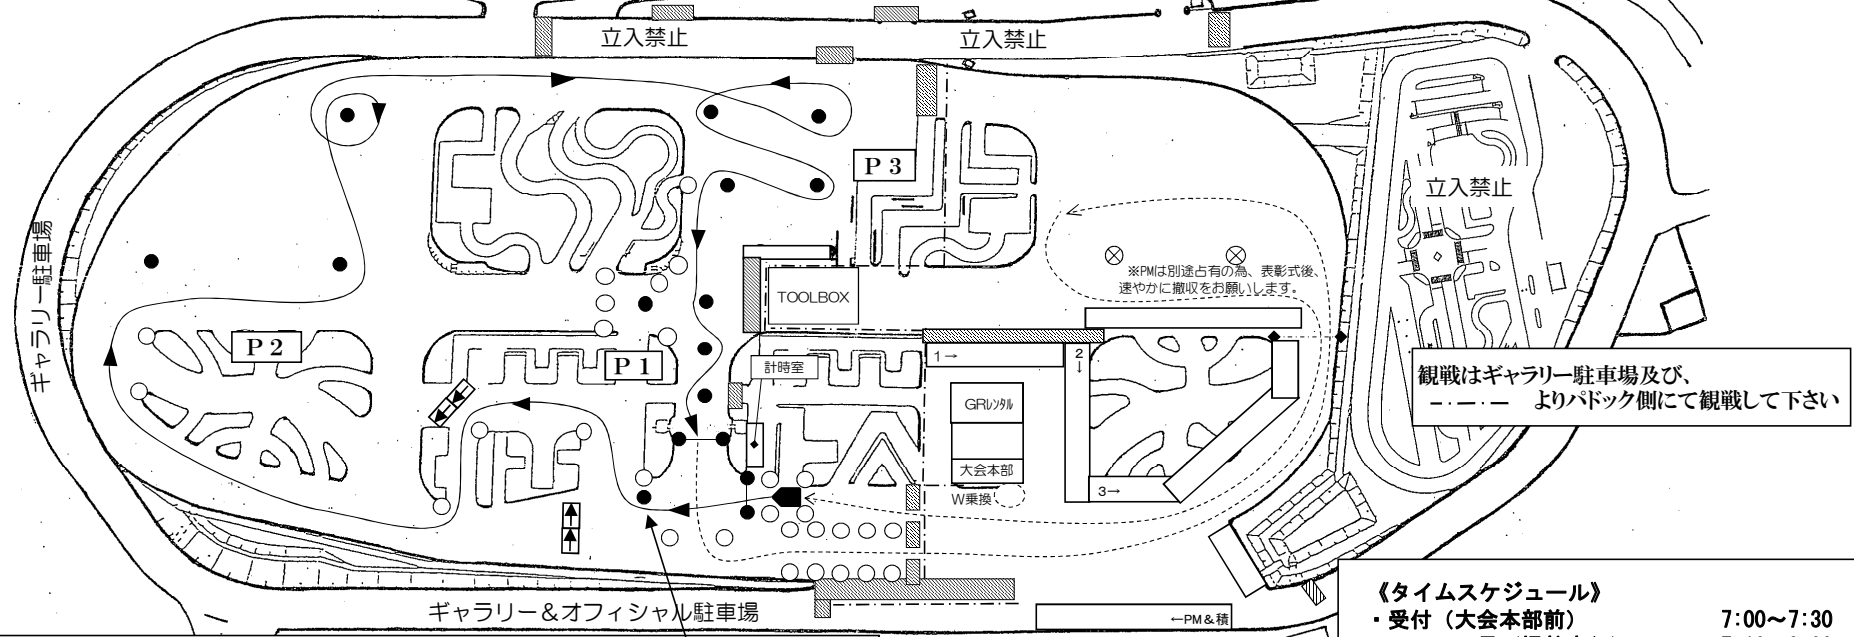 立入禁止
立入禁止
P 3
立入禁止
ギャラリー駐車場
※PMは別途占有の為、表彰式後、
速やかに撤収をお願いします。
TOOLBOX
P 2
P 1
計時室
1→
2→
GRﾚﾝﾀﾙ
大会本部
W乗換
3→
観戦はギャラリー駐車場及び、
－・－・－ よりパドック側にて観戦して下さい
ギャラリー＆オフィシャル駐車場
←PM＆積
《タイムスケジュール》
・受付（大会本部前） 7:00～7:30